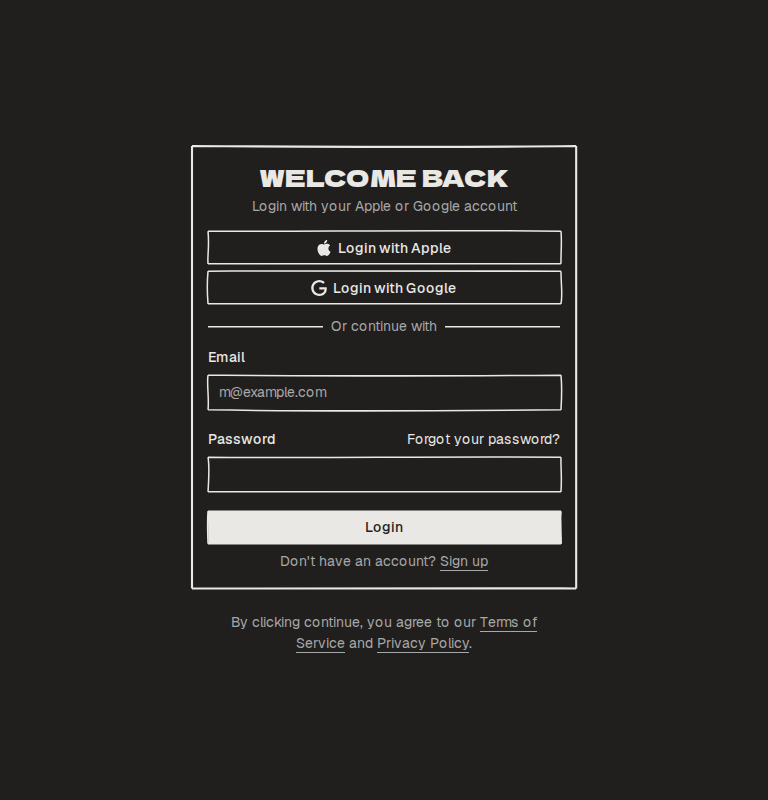 WELCOME BACK
Login with your Apple or Google account
Login with Apple
Login with Google
Or continue with
Email
m@example.com
Password Forgot your password?
Login
Don't have an account? Sign up
By clicking continue, you agree to our Terms of
Service and Privacy Policy.